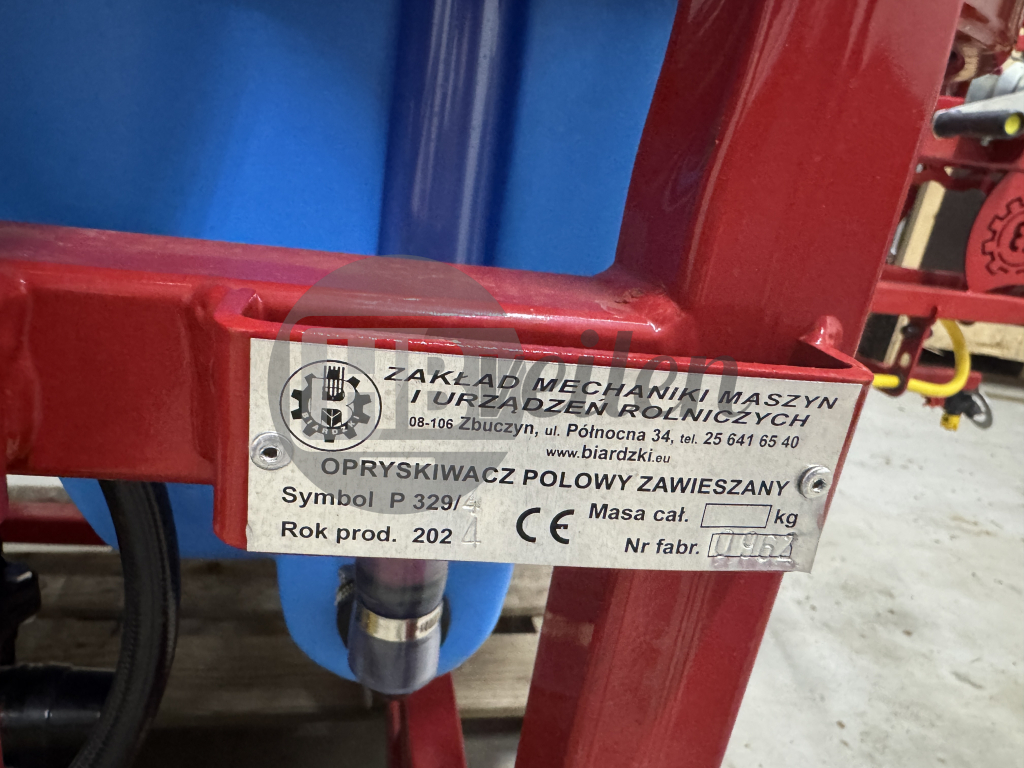 ZAKŁAD MECHANIKI MASZYN
I URZĄDZEŃ ROLNICZYCH
08-106 Zbuczyn, ul. Północna 34, tel. 25 641 65 40
www.biardzki.eu
OPRYSKIWACZ POLOWY ZAWIESZANY
Symbol P 329/4
Masa cał. kg
Rok prod. 2024
CE
Nr fabr.
B
BIARDZKI